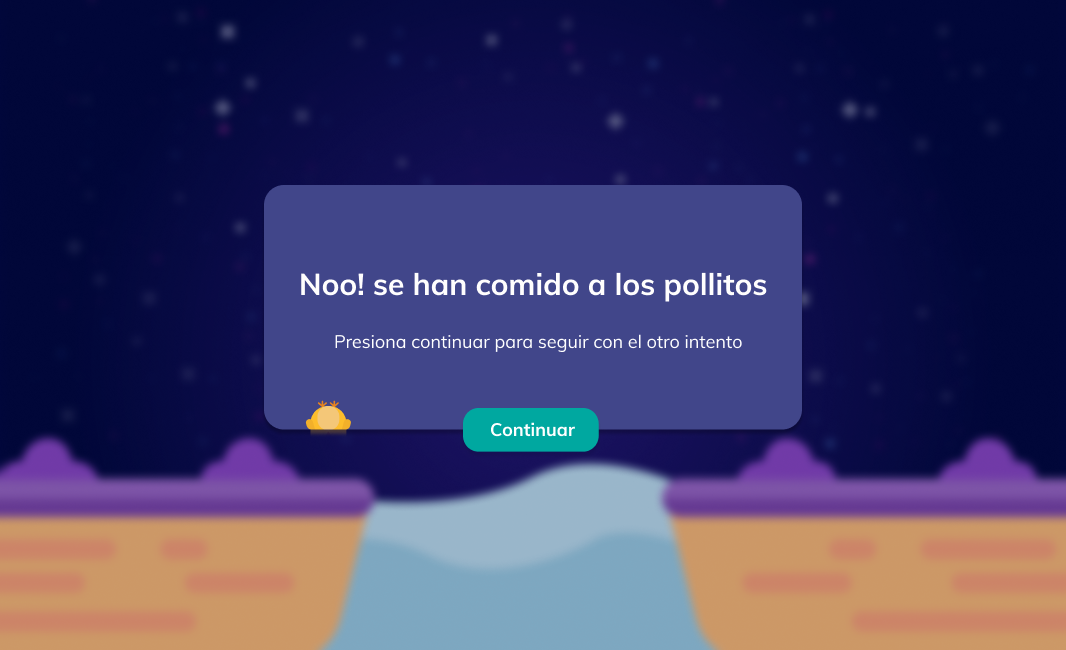 Noo! se han comido a los pollitos
Presiona continuar para seguir con el otro intento
Continuar